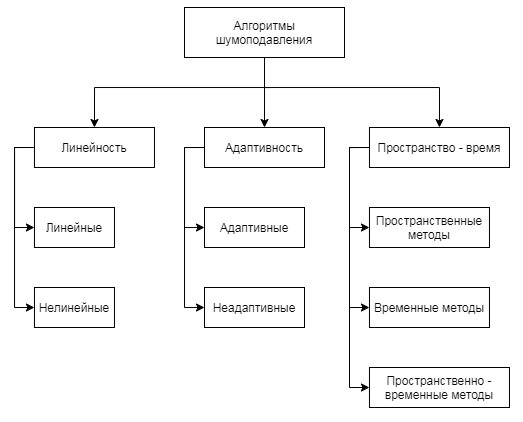 Алгоритмы
шумоподавления
Линейность
Адаптивность
Пространство - время
Линейные
Адаптивные
Пространственные
методы
Нелинейные
Неадаптивные
Временные методы
Пространственно -
временные методы